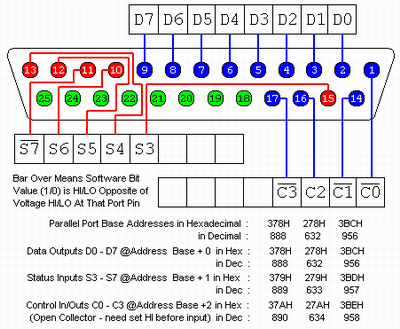 D7 D6 D5 D4 D3 D2 D1 D0
13 12 11 10 9 8 7 6 5 4 3 2 1
25 24 23 22 21 20 19 18 17 16 15 14
S7 S6 S5 S4 S3
C3 C2 C1 C0
Bar Over Means Software Bit
Value (1/0) is HI/LO Opposite of
Voltage HI/LO At That Port Pin
Parallel Port Base Addresses in Hexadecimal : 378H 278H 3BCH
in Decimal : 888 632 956
Data Outputs D0 - D7 @Address Base + 0 in Hex : 378H 278H 3BCH
in Dec : 888 632 956
Status Inputs S3 - S7 @Address Base + 1 in Hex : 379H 279H 3BDH
in Dec : 889 633 957
Control In/Outs C0 - C3 @Address Base +2 in Hex : 37AH 27AH 3BEH
(Open Collector - need set HI before input) in Dec : 890 634 958